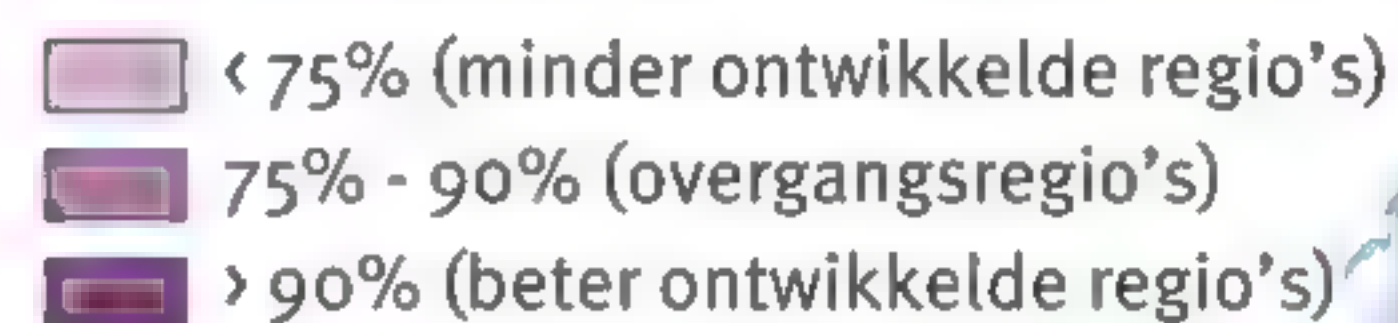 < 75% (minder ontwikkelde regio's)
75% - 90% (overgangsregio's)
> 90% (beter ontwikkelde regio's)